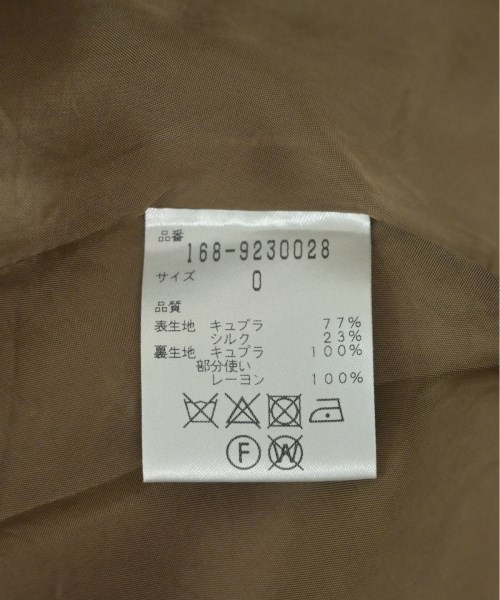 品番
168-9230028
サイズ
0
品質
表生地 キュプラ 77%
シルク 23%
裏生地 キュプラ 100%
部分使い
レーヨン 100%
F W